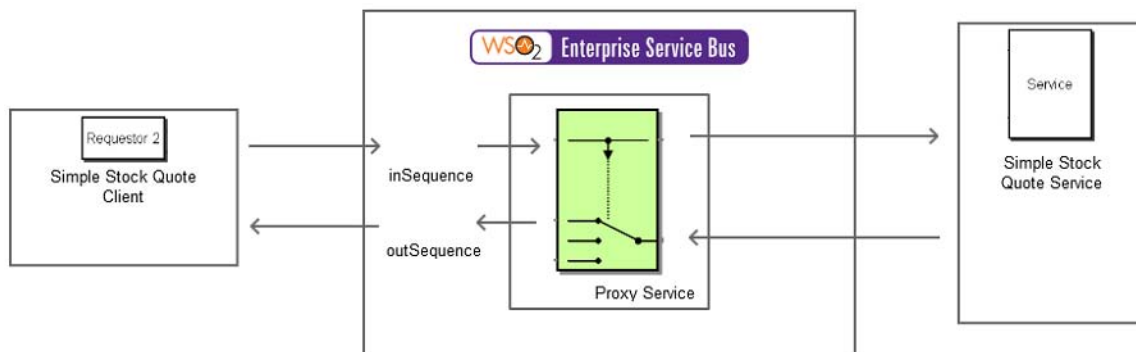 WSO2 Enterprise Service Bus
Service
Requestor 2
Simple Stock Quote
Client
inSequence
outSequence
Proxy Service
Simple Stock
Quote Service